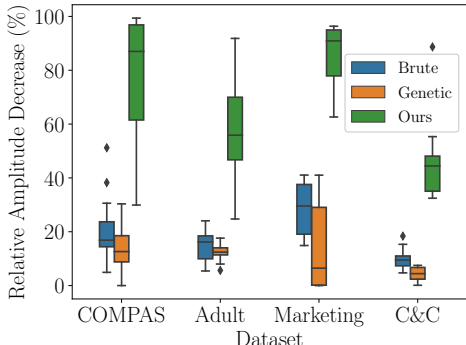 Relative Amplitude Decrease (%)
100
80
60
40
20
0
Brute
Genetic
Ours
COMPAS Adult Marketing C&C
Dataset